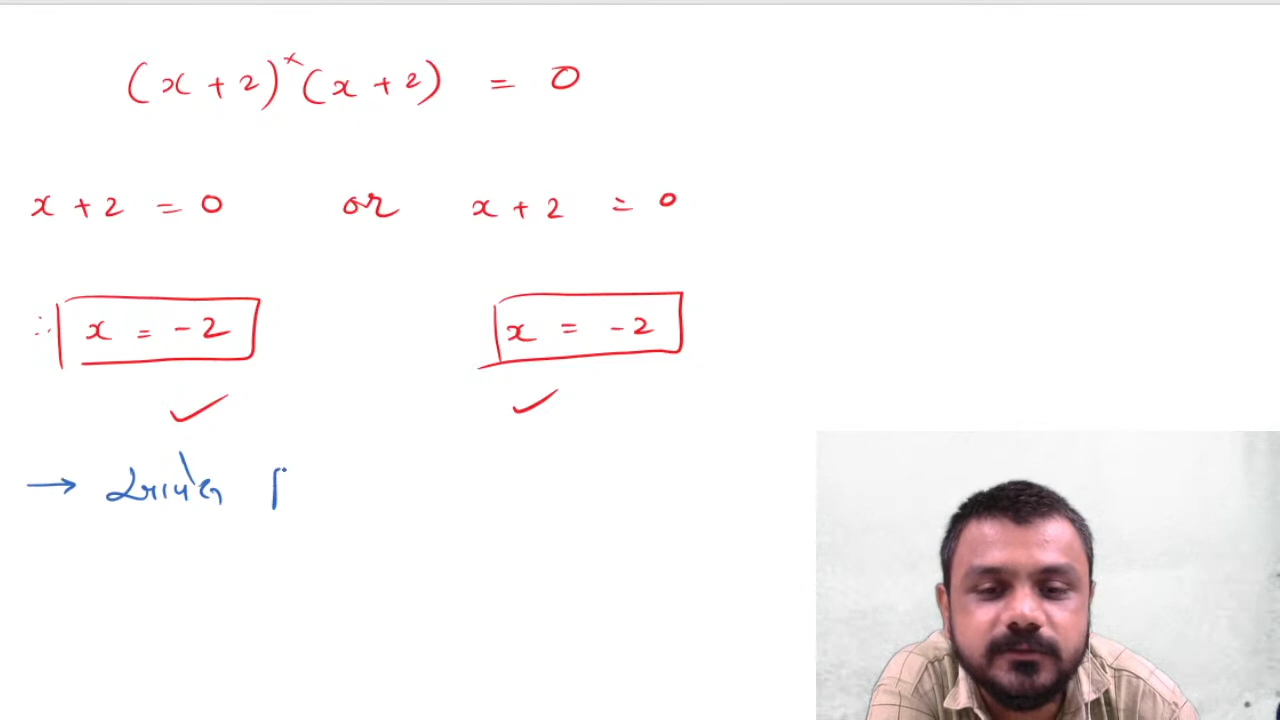 (x + 2)ˣ (x + 2) = 0
x + 2 = 0 or x + 2 = 0
∴ x = -2 x = -2
→